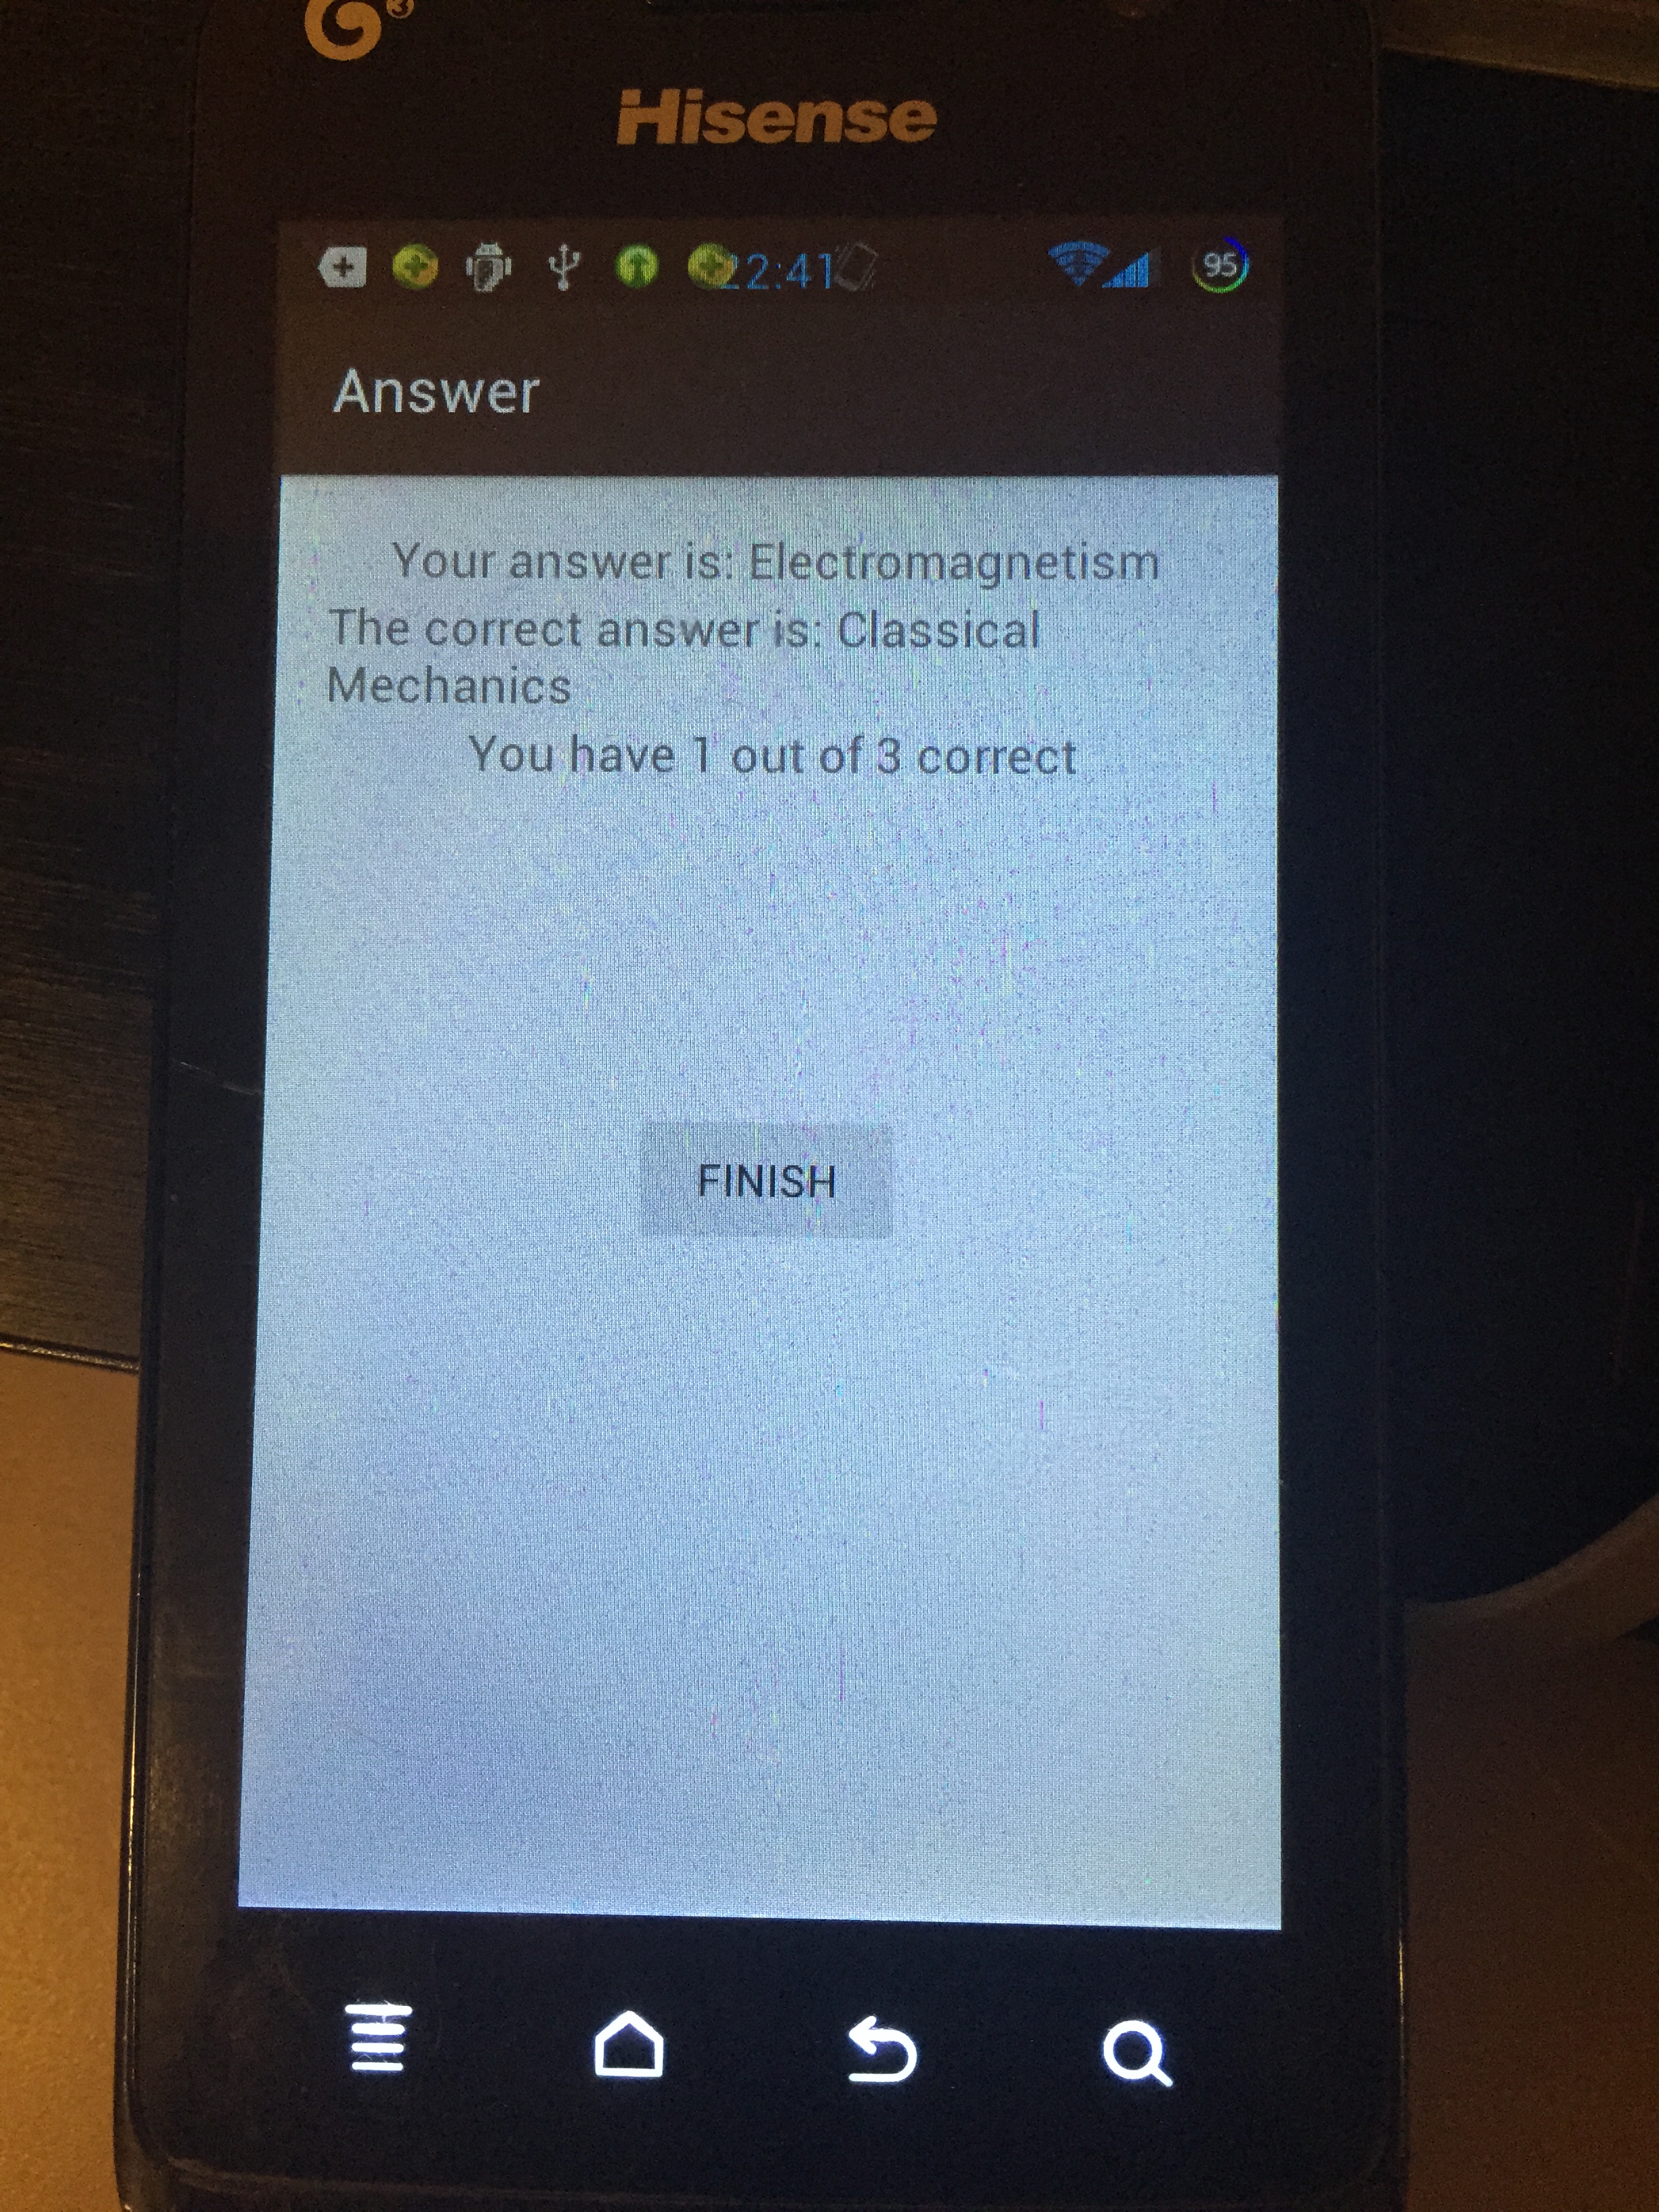 Hisense
22:41
95
Answer
Your answer is: Electromagnetism
The correct answer is: Classical
Mechanics
You have 1 out of 3 correct
FINISH